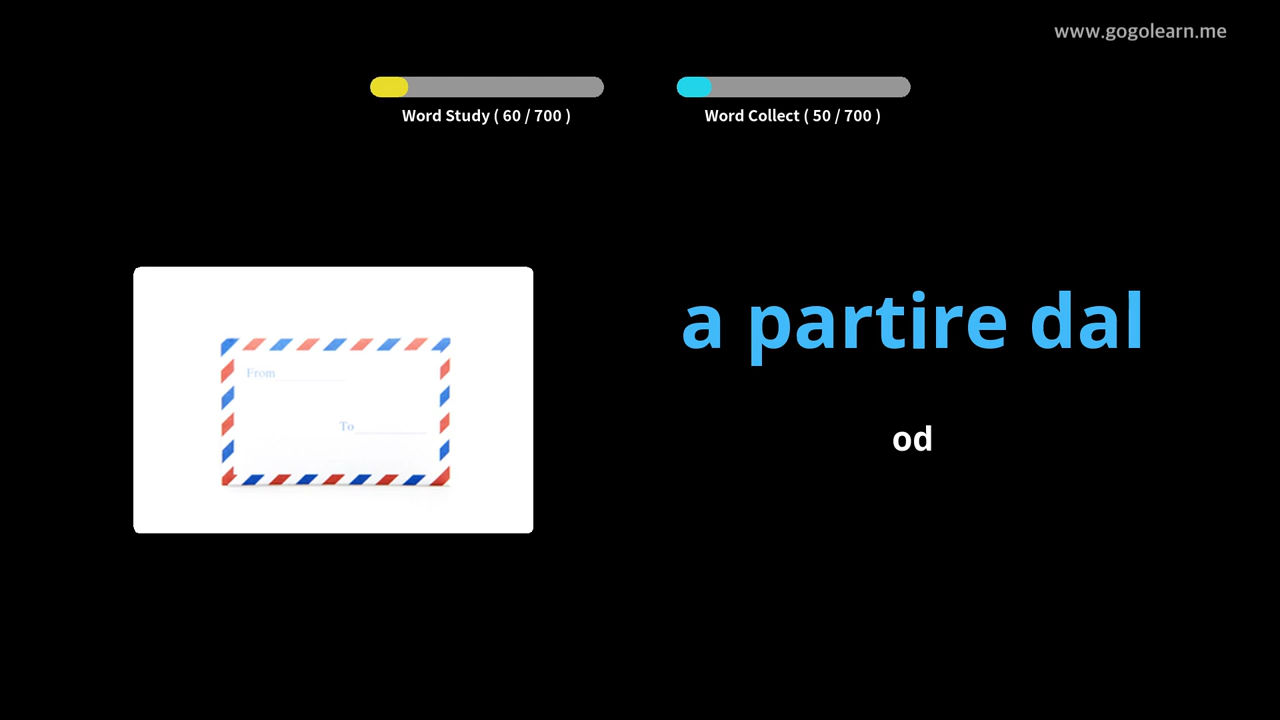 www.gogolearn.me
Word Study ( 60 / 700 )
Word Collect ( 50 / 700 )
From
To
a partire dal
od